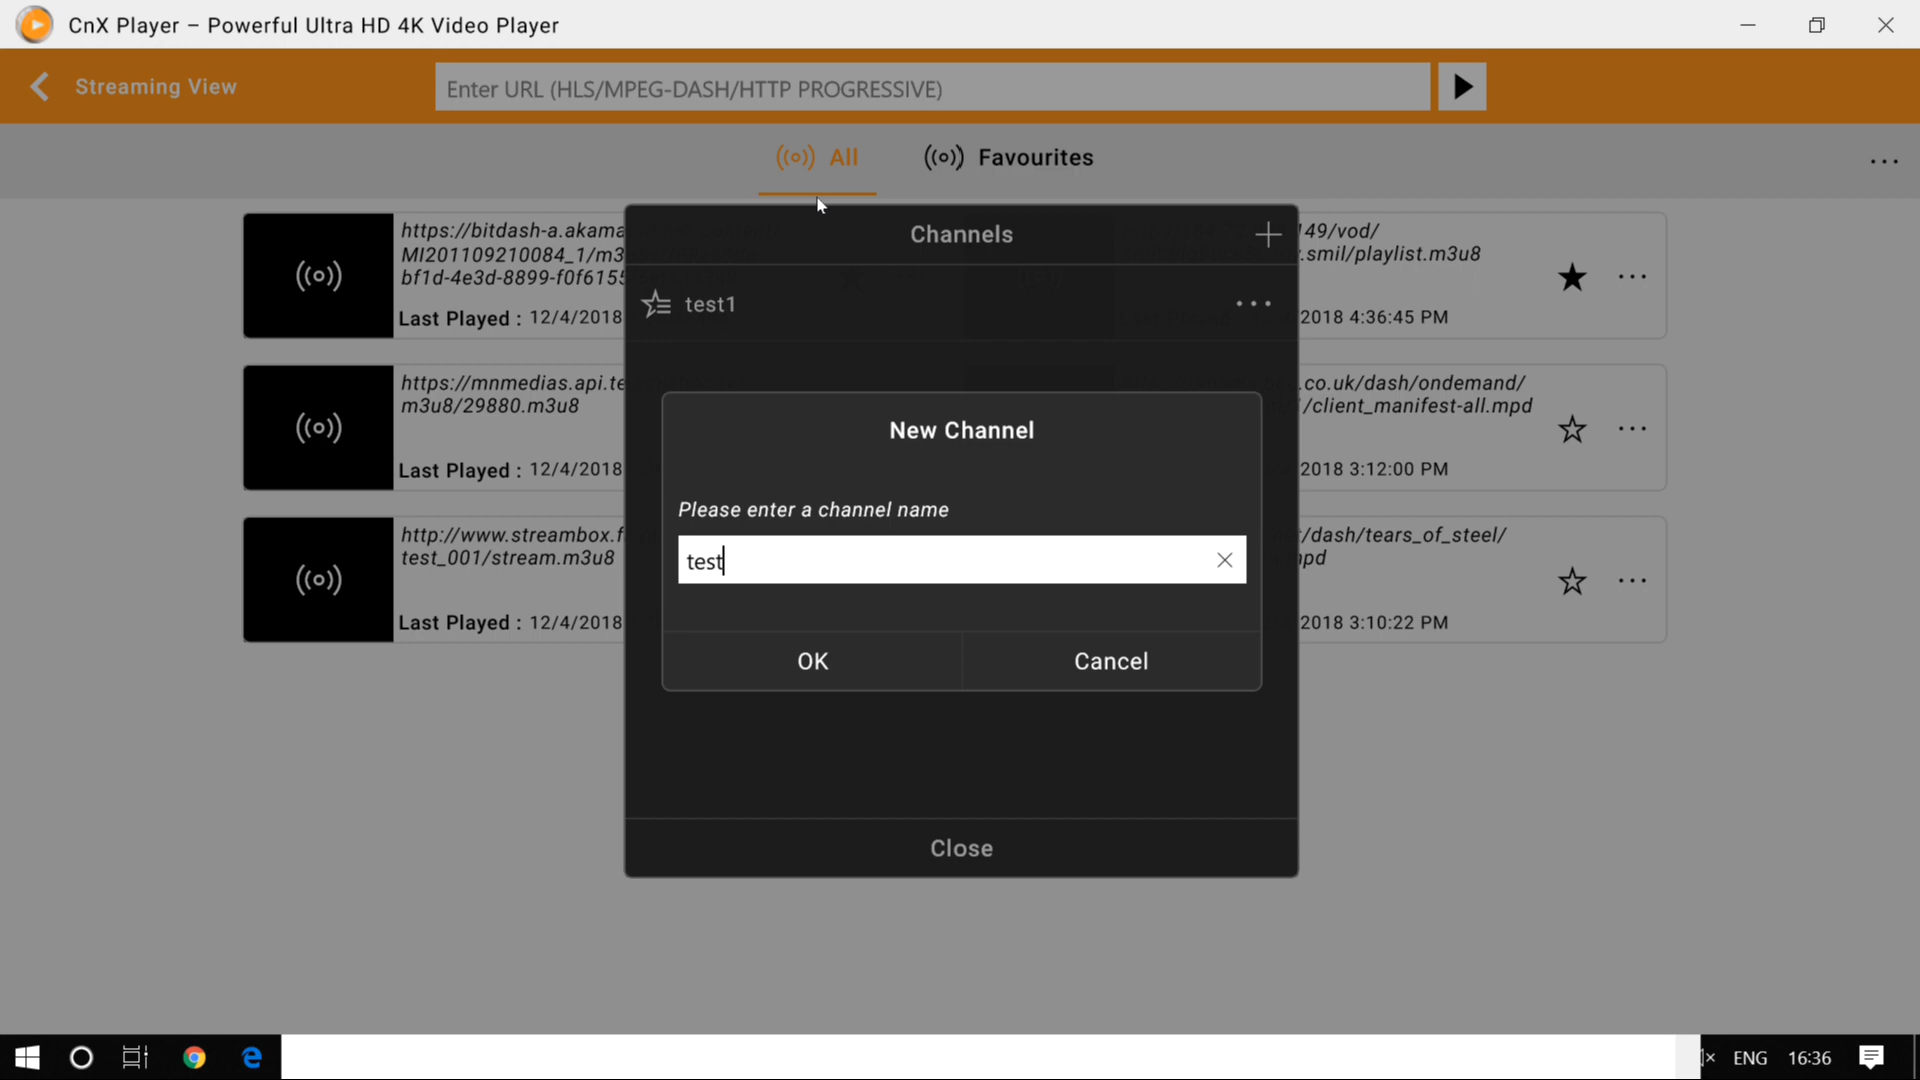 CnX Player – Powerful Ultra HD 4K Video Player
Streaming View
Enter URL (HLS/MPEG-DASH/HTTP PROGRESSIVE)
All
Favourites
https://bitdash-a.akama
MI201109210084_1/m3
bf1d-4e3d-8899-f0f6155
Last Played : 12/4/2018
149/vod/
.smil/playlist.m3u8
2018 4:36:45 PM
https://mnmedias.api.te
m3u8/29880.m3u8
Last Played : 12/4/2018
.co.uk/dash/ondemand/
/client_manifest-all.mpd
2018 3:12:00 PM
http://www.streambox.f
test_001/stream.m3u8
Last Played : 12/4/2018
/dash/tears_of_steel/
pd
2018 3:10:22 PM
Channels
test1
New Channel
Please enter a channel name
test
OK
Cancel
Close
ENG
16:36